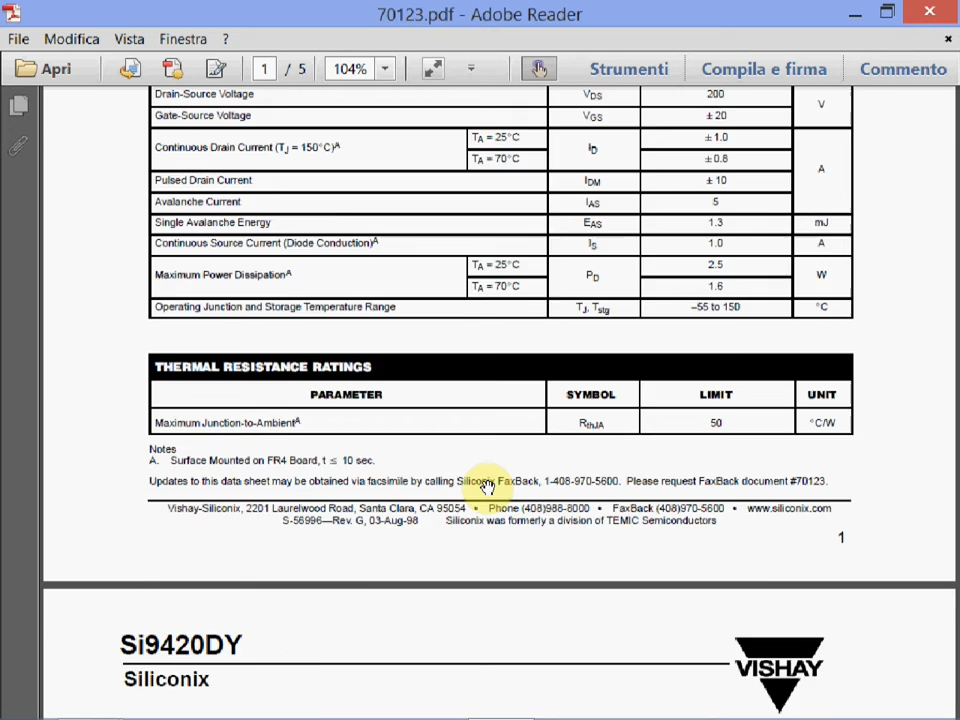 70123.pdf - Adobe Reader
File Modifica Vista Finestra ?
Apri 1 / 5 104% Strumenti Compila e firma Commento
Drain-Source Voltage VDS 200 V
Gate-Source Voltage VGS ± 20
Continuous Drain Current (TJ = 150°C)A TA = 25°C ID ± 1.0 A
TA = 70°C ± 0.8
Pulsed Drain Current IDM ± 10
Avalanche Current IAS 5
Single Avalanche Energy EAS 1.3 mJ
Continuous Source Current (Diode Conduction)A IS 1.0 A
Maximum Power DissipationA TA = 25°C PD 2.5 W
TA = 70°C 1.6
Operating Junction and Storage Temperature Range TJ, Tstg –55 to 150 °C
THERMAL RESISTANCE RATINGS
PARAMETER SYMBOL LIMIT UNIT
Maximum Junction-to-AmbientA RthJA 50 °C/W
Notes
A. Surface Mounted on FR4 Board, t ≤ 10 sec.
Updates to this data sheet may be obtained via facsimile by calling Siliconix FaxBack, 1-408-970-5600. Please request FaxBack document #70123.
Vishay-Siliconix, 2201 Laurelwood Road, Santa Clara, CA 95054 • Phone (408)988-8000 • FaxBack (408)970-5600 • www.siliconix.com
S-56996—Rev. G, 03-Aug-98 Siliconix was formerly a division of TEMIC Semiconductors
1
Si9420DY
Siliconix
VISHAY